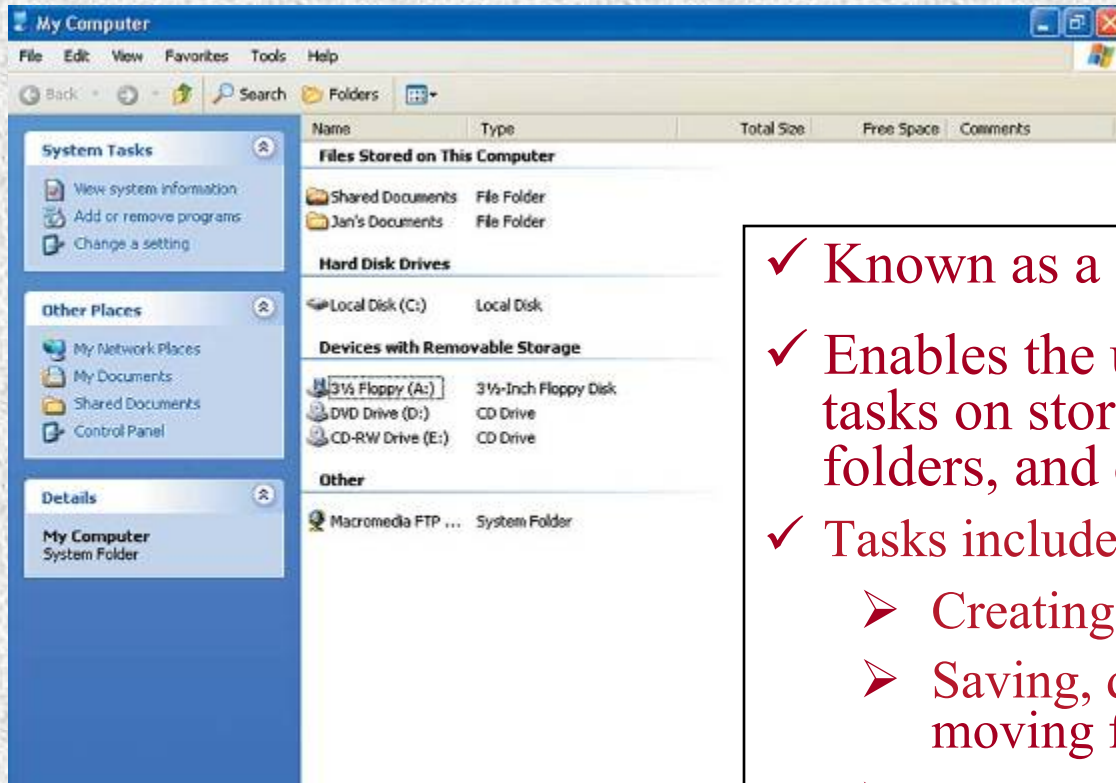 My Computer
File Edit View Favorites Tools Help
Back Search Folders
Name Type Total Size Free Space Comments
System Tasks
View system information
Add or remove programs
Change a setting
Other Places
My Network Places
My Documents
Shared Documents
Control Panel
Details
My Computer
System Folder
Files Stored on This Computer
Shared Documents File Folder
Jan's Documents File Folder
Hard Disk Drives
Local Disk (C:) Local Disk
Devices with Removable Storage
3½ Floppy (A:) 3½-Inch Floppy Disk
DVD Drive (D:) CD Drive
CD-RW Drive (E:) CD Drive
Other
Macromedia FTP ... System Folder
✓ Known as a
✓ Enables the
tasks on stor
folders, and
✓ Tasks include
➢ Creating
➢ Saving,
moving